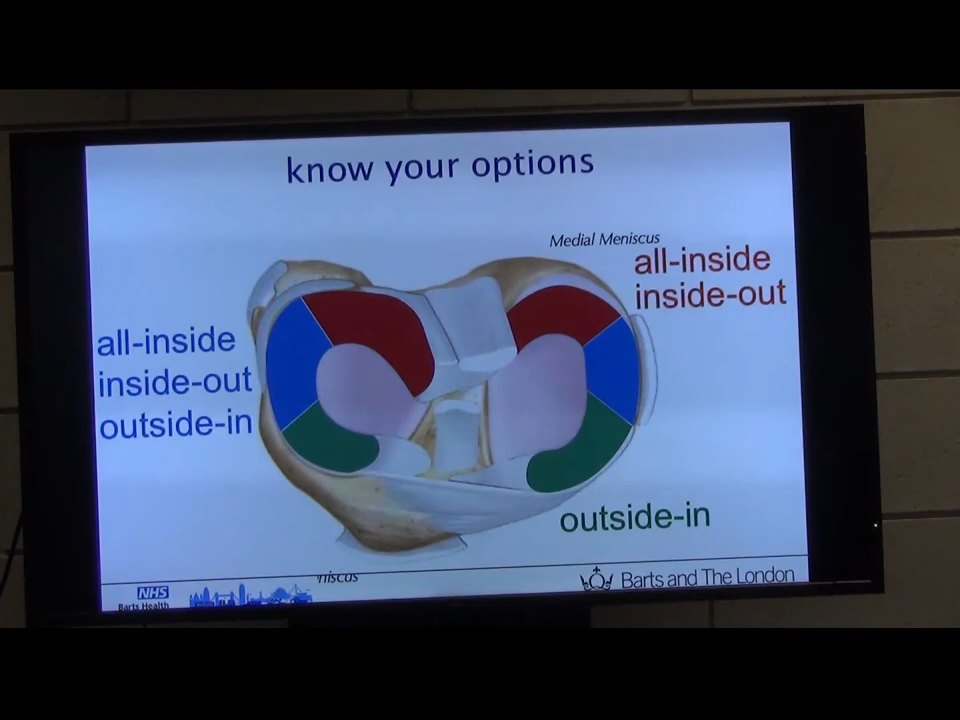 know your options
Medial Meniscus
all-inside
inside-out
all-inside
inside-out
outside-in
outside-in
niscus
NHS
Barts Health
Barts and The London